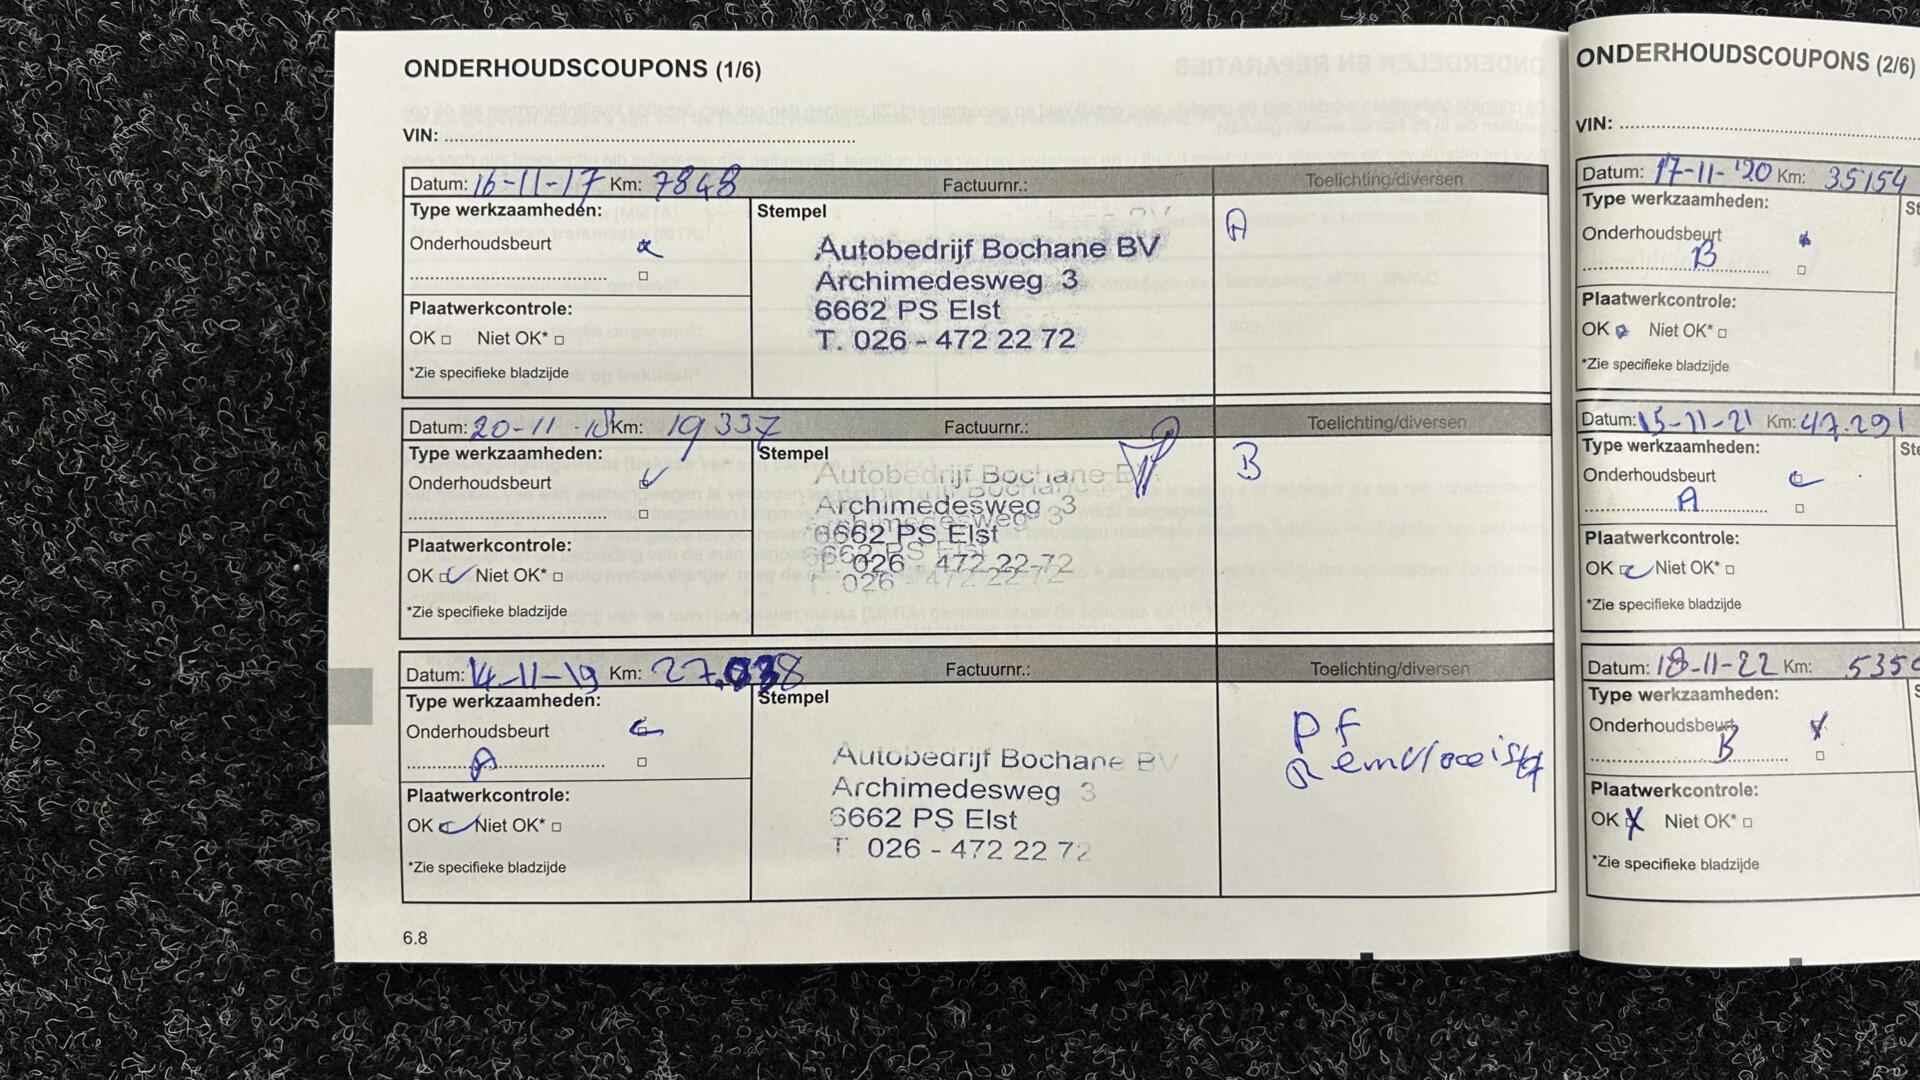 ONDERHOUDSCOUPONS (1/6)
VIN:
Datum: 16-11-17 Km: 7848 Factuurnr.: Toelichting/diversen
Type werkzaamheden:
Onderhoudsbeurt
Plaatwerkcontrole:
OK □ Niet OK* □
*Zie specifieke bladzijde
Stempel
Autobedrijf Bochane BV
Archimedesweg 3
6662 PS Elst
T. 026 - 472 22 72
A
Datum: 20-11-18 Km: 19337 Factuurnr.: Toelichting/diversen
Type werkzaamheden:
Onderhoudsbeurt
Plaatwerkcontrole:
OK Niet OK* □
*Zie specifieke bladzijde
Stempel
Autobedrijf Bochane BV
Archimedesweg 3
6662 PS Elst
T. 026 - 472-22-72
B
Datum: 14-11-19 Km: 27.038 Factuurnr.: Toelichting/diversen
Type werkzaamheden:
Onderhoudsbeurt
A
Plaatwerkcontrole:
OK Niet OK* □
*Zie specifieke bladzijde
Stempel
Autobedrijf Bochane BV
Archimedesweg 3
6662 PS Elst
T 026 - 472 22 72
pf
Remvloeistof
6.8
ONDERHOUDSCOUPONS (2/6)
VIN:
Datum: 17-11-'20 Km: 35154
Type werkzaamheden:
Onderhoudsbeurt
B
Plaatwerkcontrole:
OK Niet OK* □
*Zie specifieke bladzijde
Datum: 15-11-21 Km: 47.291
Type werkzaamheden:
Onderhoudsbeurt
A
Plaatwerkcontrole:
OK Niet OK* □
*Zie specifieke bladzijde
Datum: 18-11-22 Km:
Type werkzaamheden:
Onderhoudsbeurt
B
Plaatwerkcontrole:
OK Niet OK* □
*Zie specifieke bladzijde